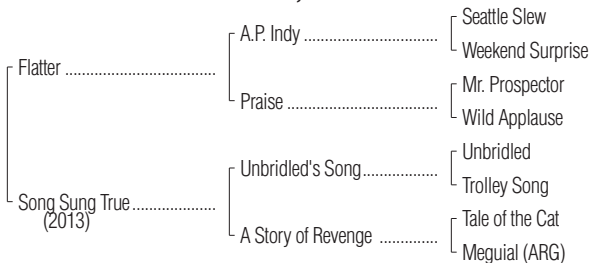 Seattle Slew
A.P. Indy ................................
Weekend Surprise
Flatter ...................................
Mr. Prospector
Praise ...................................
Wild Applause
Unbridled
Unbridled's Song.................
Trolley Song
Song Sung True...................
(2013)
Tale of the Cat
A Story of Revenge ..............
Meguial (ARG)